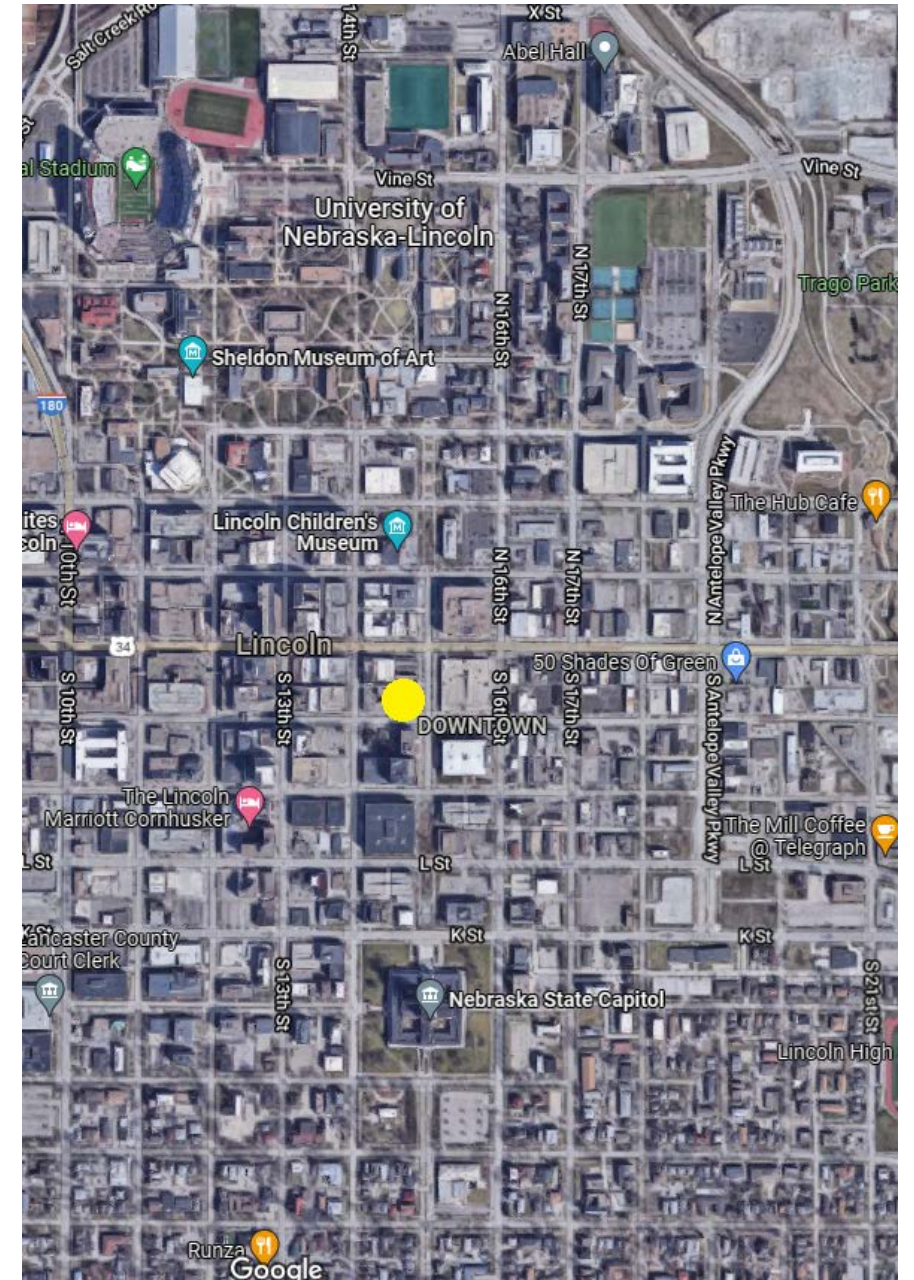 X St
Salt Creek Ro
14th St
Abel Hall
St
al Stadium
Vine St
Vine St
University of
Nebraska-Lincoln
N 17th St
Trago Park
N 16th St
Sheldon Museum of Art
180
N Antelope Valley Pkwy
The Hub Cafe
ites
coln
Lincoln Children's
Museum
10th St
N 16th St
N 17th St
34
Lincoln
50 Shades Of Green
S 10th St
S 13th St
S 16th St
S 17th St
S Antelope Valley Pkwy
DOWNTOWN
The Lincoln
Marriott Cornhusker
The Mill Coffee
@ Telegraph
L St
L St
L St
K St
K St
K St
Lancaster County
Court Clerk
S 13th St
Nebraska State Capitol
S 21st St
Lincoln High
Runza
Google